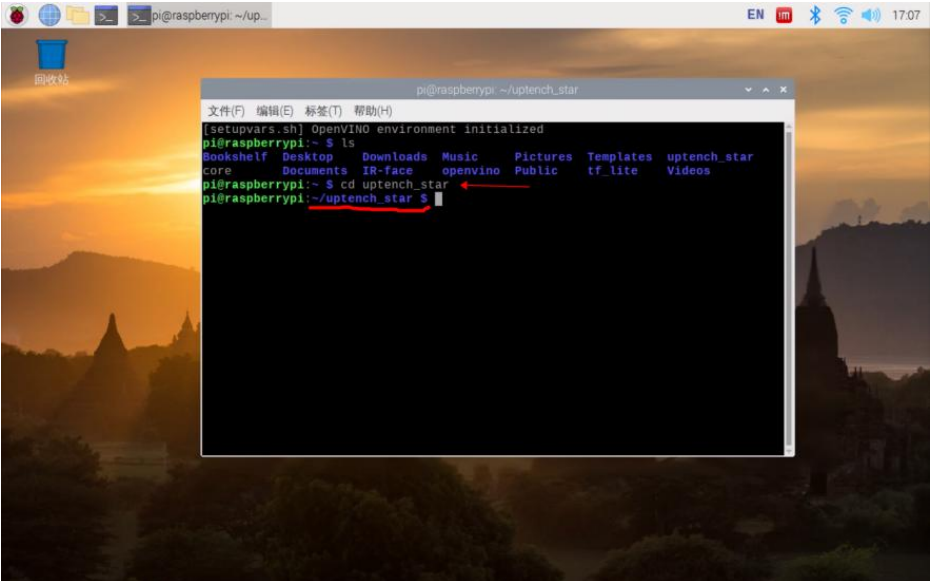 pi@raspberrypi: ~/up...
EN
im
17:07
回收站
pi@raspberrypi: ~/uptench_star
文件(F) 编辑(E) 标签(T) 帮助(H)
[setupvars.sh] OpenVINO environment initialized
pi@raspberrypi:~ $ ls
Bookshelf Desktop Downloads Music Pictures Templates uptench_star
core Documents IR-face openvino Public tf_lite Videos
pi@raspberrypi:~ $ cd uptench_star
pi@raspberrypi:~/uptench_star $